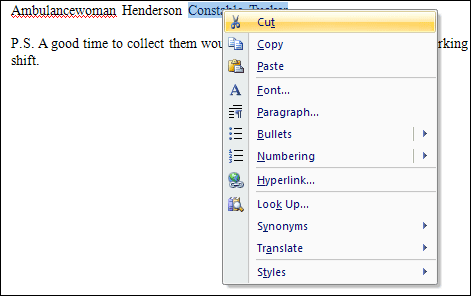 Ambulancewoman Henderson Constable Tucker
Cut
Copy
Paste
Font...
Paragraph...
Bullets
Numbering
Hyperlink...
Look Up...
Synonyms
Translate
Styles
P.S. A good time to collect them wou rking
shift.